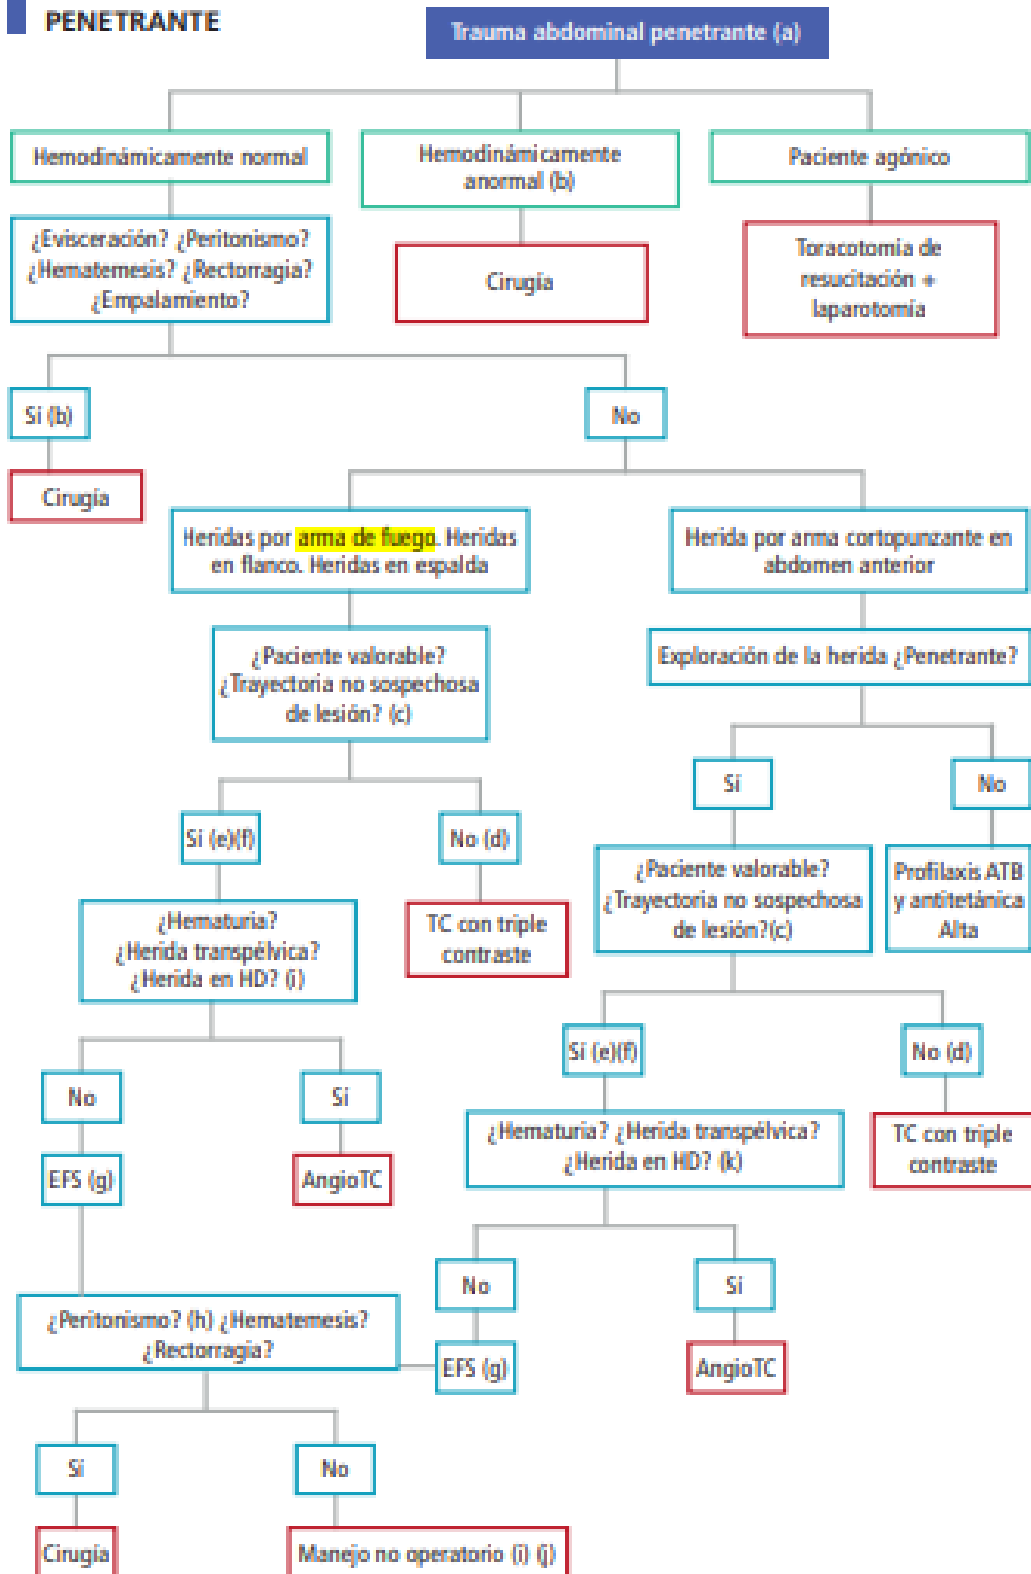 PENETRANTE
Trauma abdominal penetrante (a)
Hemodinámicamente normal
Hemodinámicamente
anormal (b)
Paciente agónico
¿Evisceración? ¿Peritonismo?
¿Hematemesis? ¿Rectorragia?
¿Empalamiento?
Cirugía
Toracotomía de
resucitación +
laparotomía
Sí (b)
No
Cirugía
Heridas por arma de fuego. Heridas
en flanco. Heridas en espalda
Herida por arma cortopunzante en
abdomen anterior
¿Paciente valorable?
¿Trayectoria no sospechosa
de lesión? (c)
Exploración de la herida ¿Penetrante?
Sí
No
Sí (e)(f)
No (d)
¿Paciente valorable?
¿Trayectoria no sospechosa
de lesión?(c)
Profilaxis ATB
y antitetánica
Alta
¿Hematuria?
¿Herida transpélvica?
¿Herida en HD? (i)
TC con triple
contraste
Sí (e)(f)
No (d)
No
Sí
¿Hematuria? ¿Herida transpélvica?
¿Herida en HD? (k)
TC con triple
contraste
EFS (g)
AngioTC
No
Sí
¿Peritonismo? (h) ¿Hematemesis?
¿Rectorragia?
EFS (g)
AngioTC
Sí
No
Cirugía
Manejo no operatorio (i) (j)